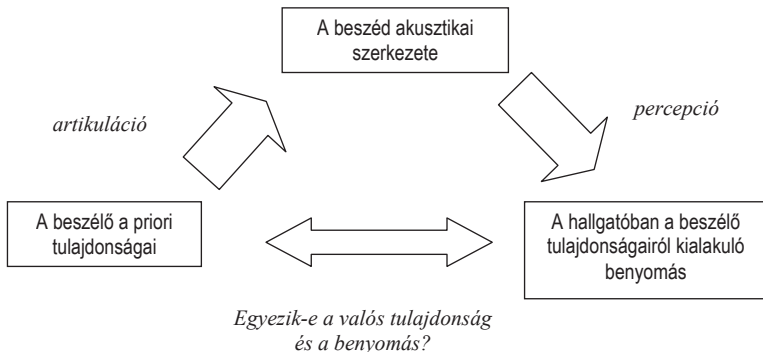 A beszéd akusztikai
szerkezete
artikuláció
percepció
A beszélő a priori
tulajdonságai
A hallgatóban a beszélő
tulajdonságairól kialakuló
benyomás
Egyezik-e a valós tulajdonság
és a benyomás?